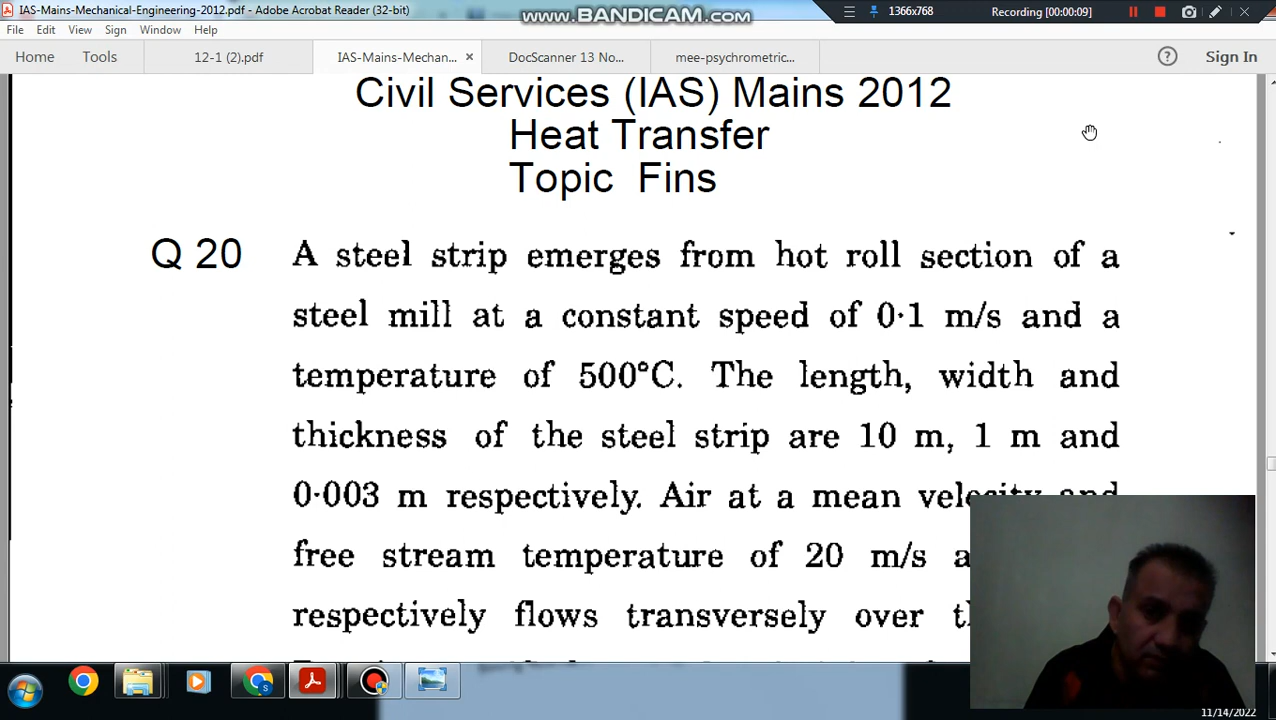 IAS-Mains-Mechanical-Engineering-2012.pdf - Adobe Acrobat Reader (32-bit)
www.BANDICAM.com
1366x768
Recording [00:00:09]
File Edit View Sign Window Help
Home Tools 12-1 (2).pdf IAS-Mains-Mechan... × DocScanner 13 No... mee-psychrometric... Sign In
Civil Services (IAS) Mains 2012
Heat Transfer
Topic Fins
Q 20 A steel strip emerges from hot roll section of a
steel mill at a constant speed of 0·1 m/s and a
temperature of 500°C. The length, width and
thickness of the steel strip are 10 m, 1 m and
0·003 m respectively. Air at a mean velocity and
free stream temperature of 20 m/s
respectively flows transversely over
11/14/2022